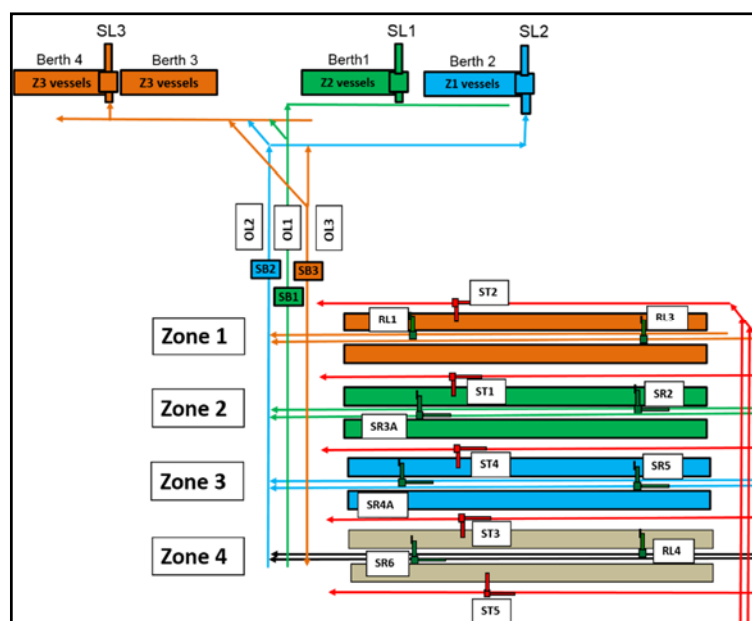 SL3
SL1
SL2
Berth 4
Berth 3
Berth1
Berth 2
Z3 vessels
Z3 vessels
Z2 vessels
Z1 vessels
OL2
OL1
OL3
SB2
SB3
SB1
ST2
RL1
RL3
Zone 1
ST1
SR2
Zone 2
SR3A
ST4
SR5
Zone 3
SR4A
ST3
Zone 4
SR6
RL4
ST5